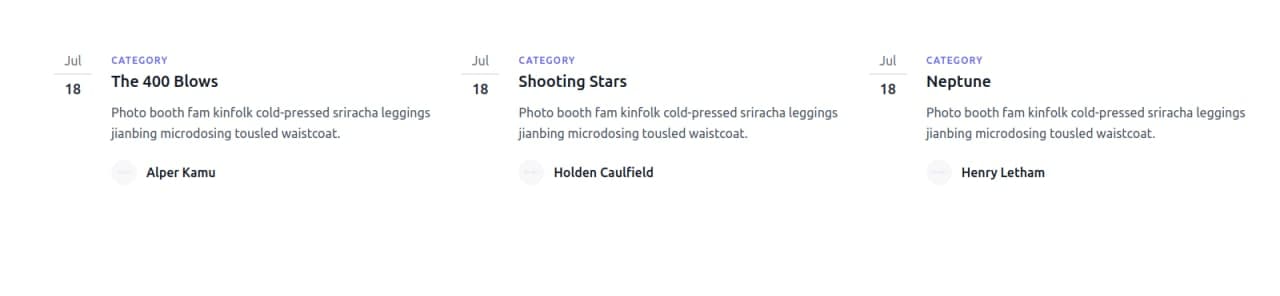 Jul
18
CATEGORY
The 400 Blows
Photo booth fam kinfolk cold-pressed sriracha leggings
jianbing microdosing tousled waistcoat.
Alper Kamu
Jul
18
CATEGORY
Shooting Stars
Photo booth fam kinfolk cold-pressed sriracha leggings
jianbing microdosing tousled waistcoat.
Holden Caulfield
Jul
18
CATEGORY
Neptune
Photo booth fam kinfolk cold-pressed sriracha leggings
jianbing microdosing tousled waistcoat.
Henry Letham